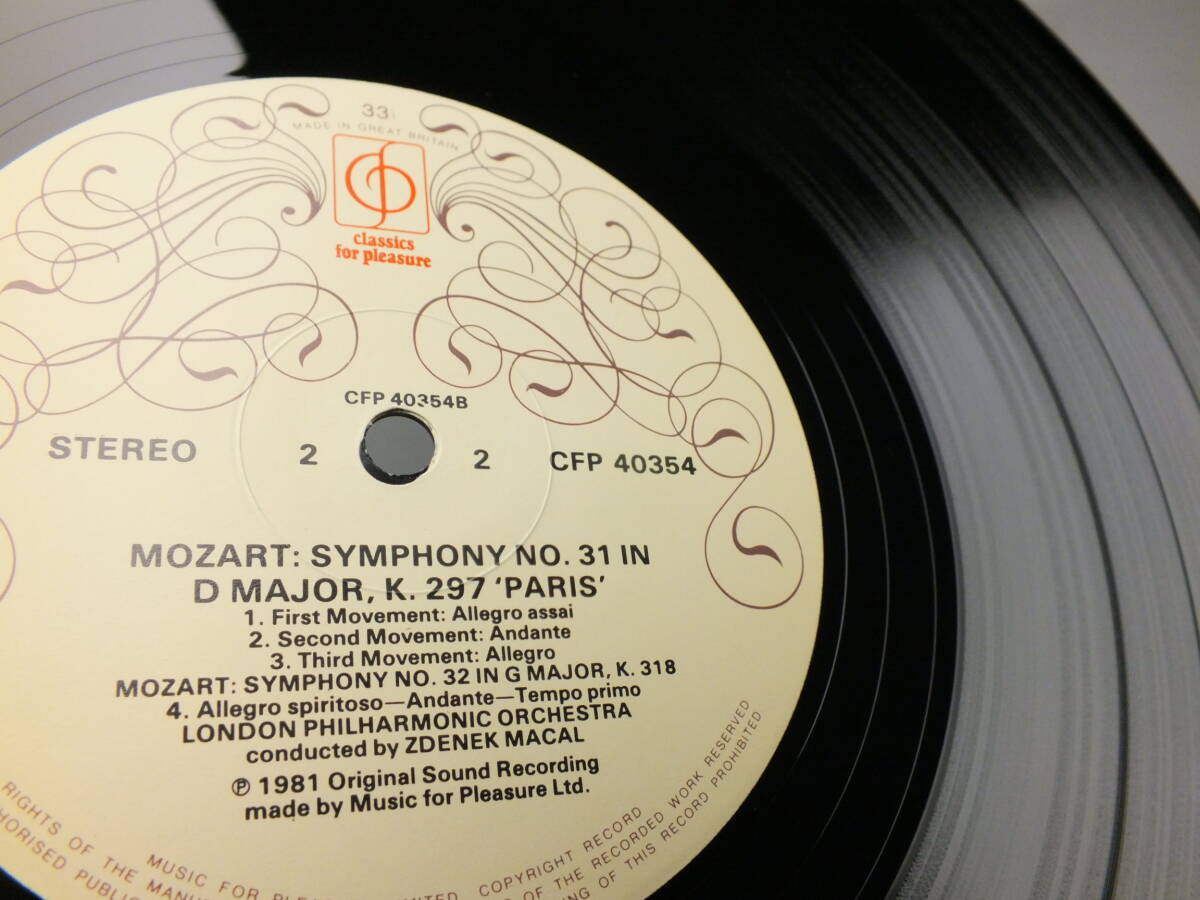 33⅓
MADE IN GREAT BRITAIN
classics
for pleasure
CFP 40354B
STEREO 2 2 CFP 40354
MOZART: SYMPHONY NO. 31 IN
D MAJOR, K. 297 'PARIS'
1. First Movement: Allegro assai
2. Second Movement: Andante
3. Third Movement: Allegro
MOZART: SYMPHONY NO. 32 IN G MAJOR, K. 318
4. Allegro spiritoso—Andante—Tempo primo
LONDON PHILHARMONIC ORCHESTRA
conducted by ZDENEK MACAL
℗ 1981 Original Sound Recording
made by Music for Pleasure Ltd.
MUSIC FOR COPYRIGHT RECORD
RIGHTS OF THE OF THE RECORDED WORK RESERVED
OF THIS RECORD PROHIBITED